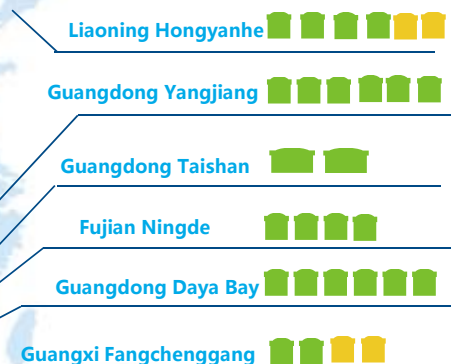 Liaoning Hongyanhe
Guangdong Yangjiang
Guangdong Taishan
Fujian Ningde
Guangdong Daya Bay
Guangxi Fangchenggang